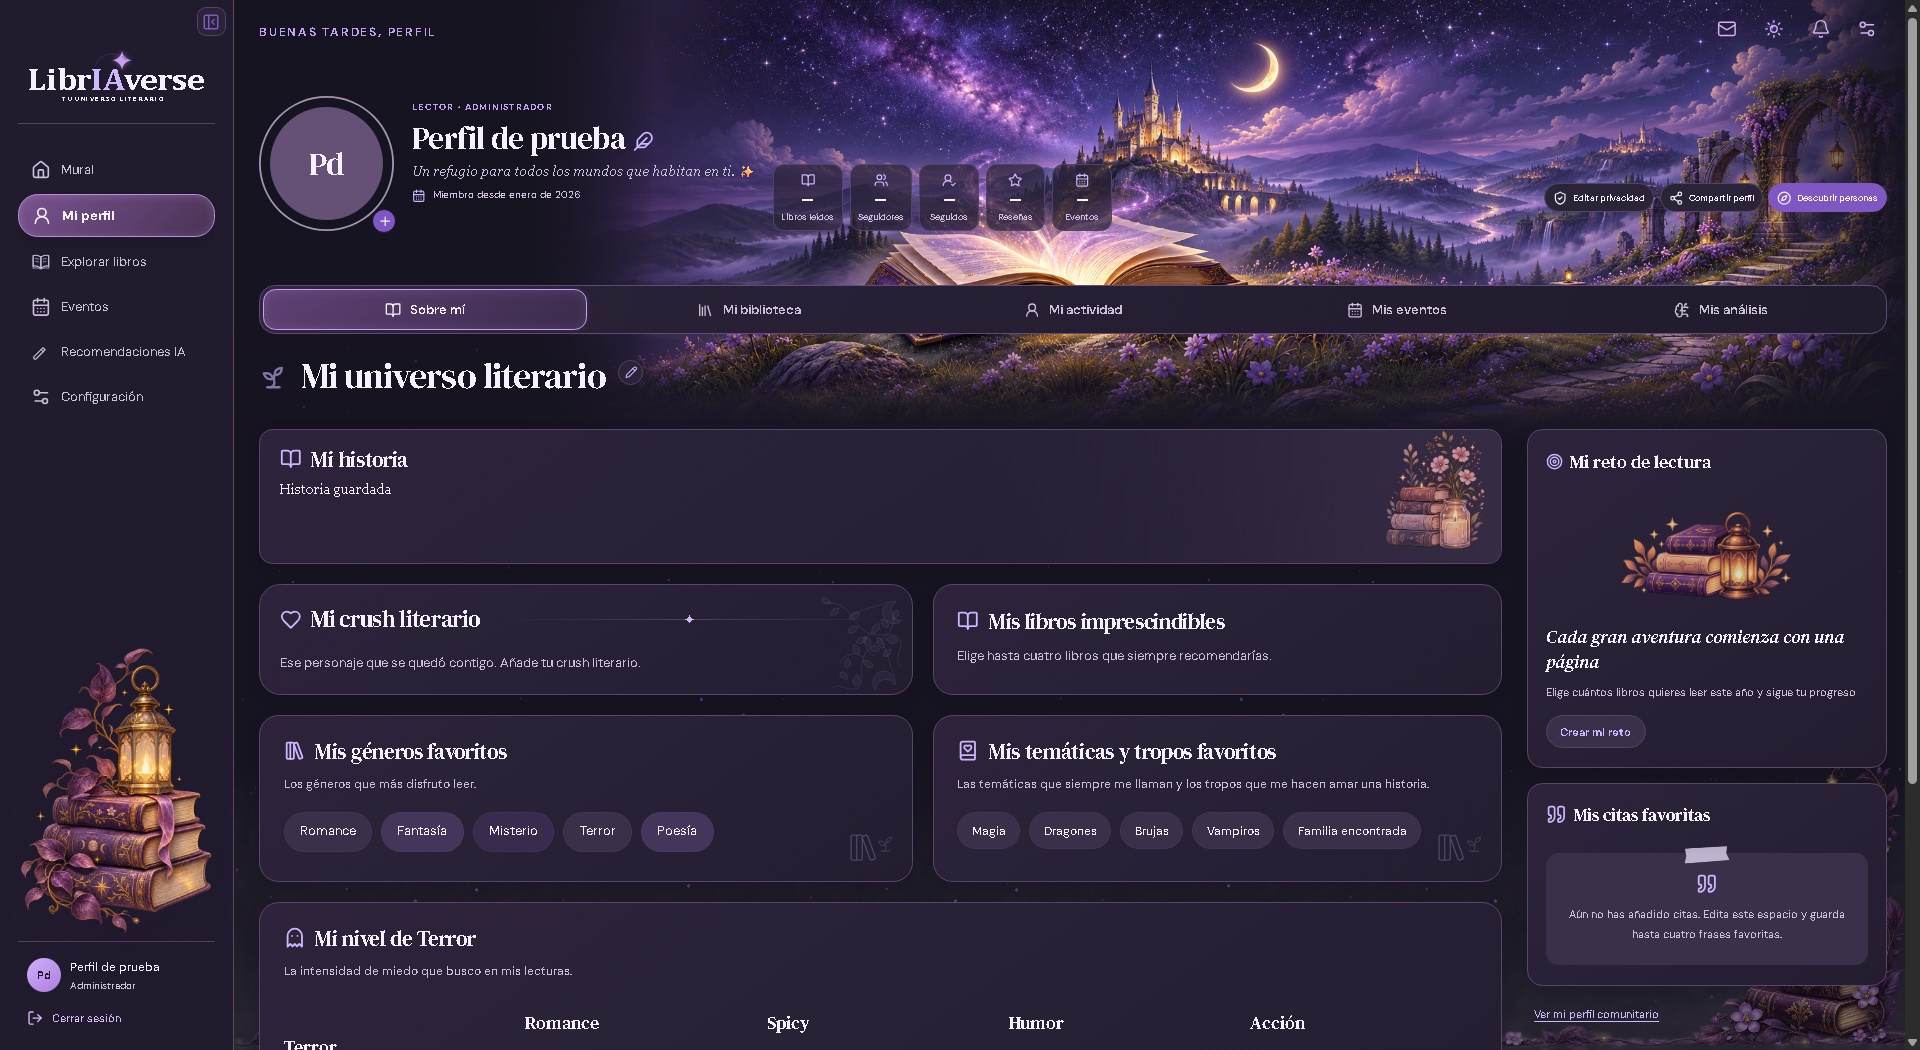 LibrIAverse
TU UNIVERSO LITERARIO
Mural
Mi perfil
Explorar libros
Eventos
Recomendaciones IA
Configuración
Pd
Perfil de prueba
Administrador
Cerrar sesión
BUENAS TARDES, PERFIL
Pd
LECTOR · ADMINISTRADOR
Perfil de prueba
Un refugio para todos los mundos que habitan en ti. ✨
Miembro desde enero de 2026
Libros leídos
Seguidores
Seguidos
Reseñas
Eventos
Editar privacidad
Compartir perfil
Descubrir personas
Sobre mí
Mi biblioteca
Mi actividad
Mis eventos
Mis análisis
Mi universo literario
Mi historia
Historia guardada
Mi crush literario
Ese personaje que se quedó contigo. Añade tu crush literario.
Mis libros imprescindibles
Elige hasta cuatro libros que siempre recomendarías.
Mis géneros favoritos
Los géneros que más disfruto leer.
Romance
Fantasía
Misterio
Terror
Poesía
Mis temáticas y tropos favoritos
Las temáticas que siempre me llaman y los tropos que me hacen amar una historia.
Magia
Dragones
Brujas
Vampiros
Familia encontrada
Mi nivel de Terror
La intensidad de miedo que busco en mis lecturas.
Romance
Spicy
Humor
Acción
Terror
Mi reto de lectura
Cada gran aventura comienza con una
página
Elige cuántos libros quieres leer este año y sigue tu progreso
Crear mi reto
Mis citas favoritas
Aún no has añadido citas. Edita este espacio y guarda
hasta cuatro frases favoritas.
Ver mi perfil comunitario